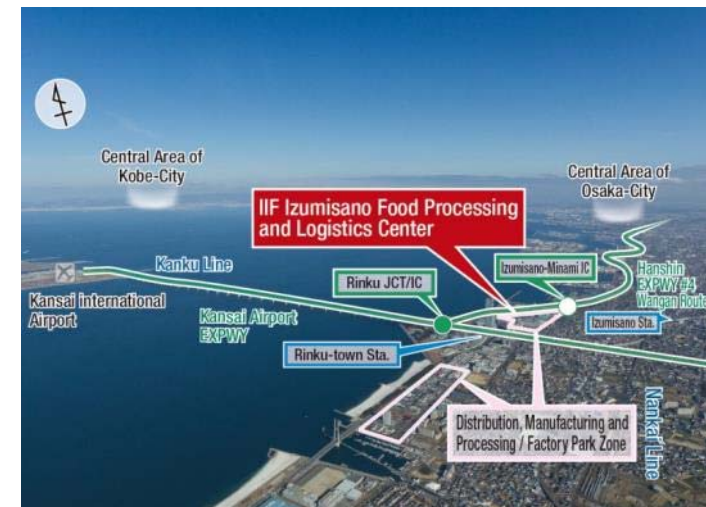 Central Area of
Kobe-City
Central Area of
Osaka-City
IIF Izumisano Food Processing
and Logistics Center
Izumisano-Minami IC
Kanku Line
Rinku JCT/IC
Hanshin
EXPWY #4
Wangan Route
Kansai international
Airport
Kansai Airport
EXPWY
Izumisano Sta.
Rinku-town Sta.
Distribution, Manufacturing and
Processing / Factory Park Zone
Nankai Line